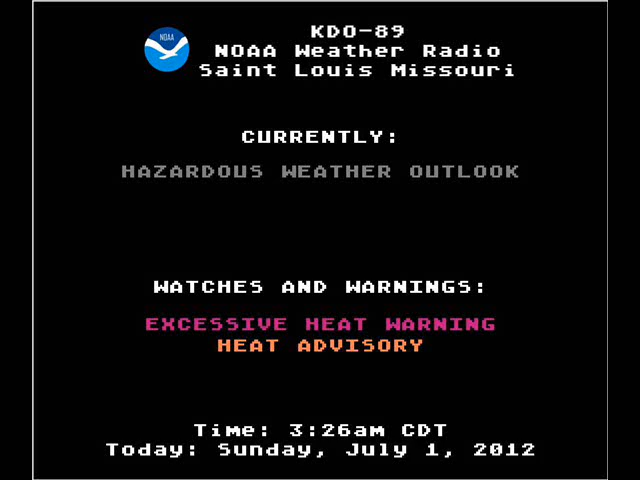 NOAA
KDO-89
NOAA Weather Radio
Saint Louis Missouri
CURRENTLY:
HAZARDOUS WEATHER OUTLOOK
WATCHES AND WARNINGS:
EXCESSIVE HEAT WARNING
HEAT ADVISORY
Time: 3:26am CDT
Today: Sunday, July 1, 2012